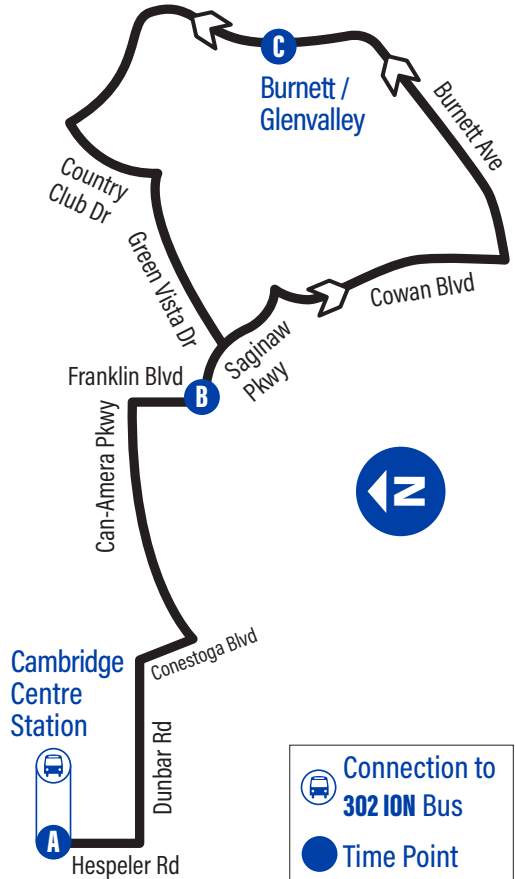 C
Burnett /
Glenvalley
Burnett Ave
Country
Club Dr
Green Vista Dr
Cowan Blvd
Saginaw
Pkwy
Franklin Blvd
B
Can-Amera Pkwy
N
Conestoga Blvd
Cambridge
Centre
Station
Dunbar Rd
A
Hespeler Rd
Connection to
302 ION Bus
Time Point